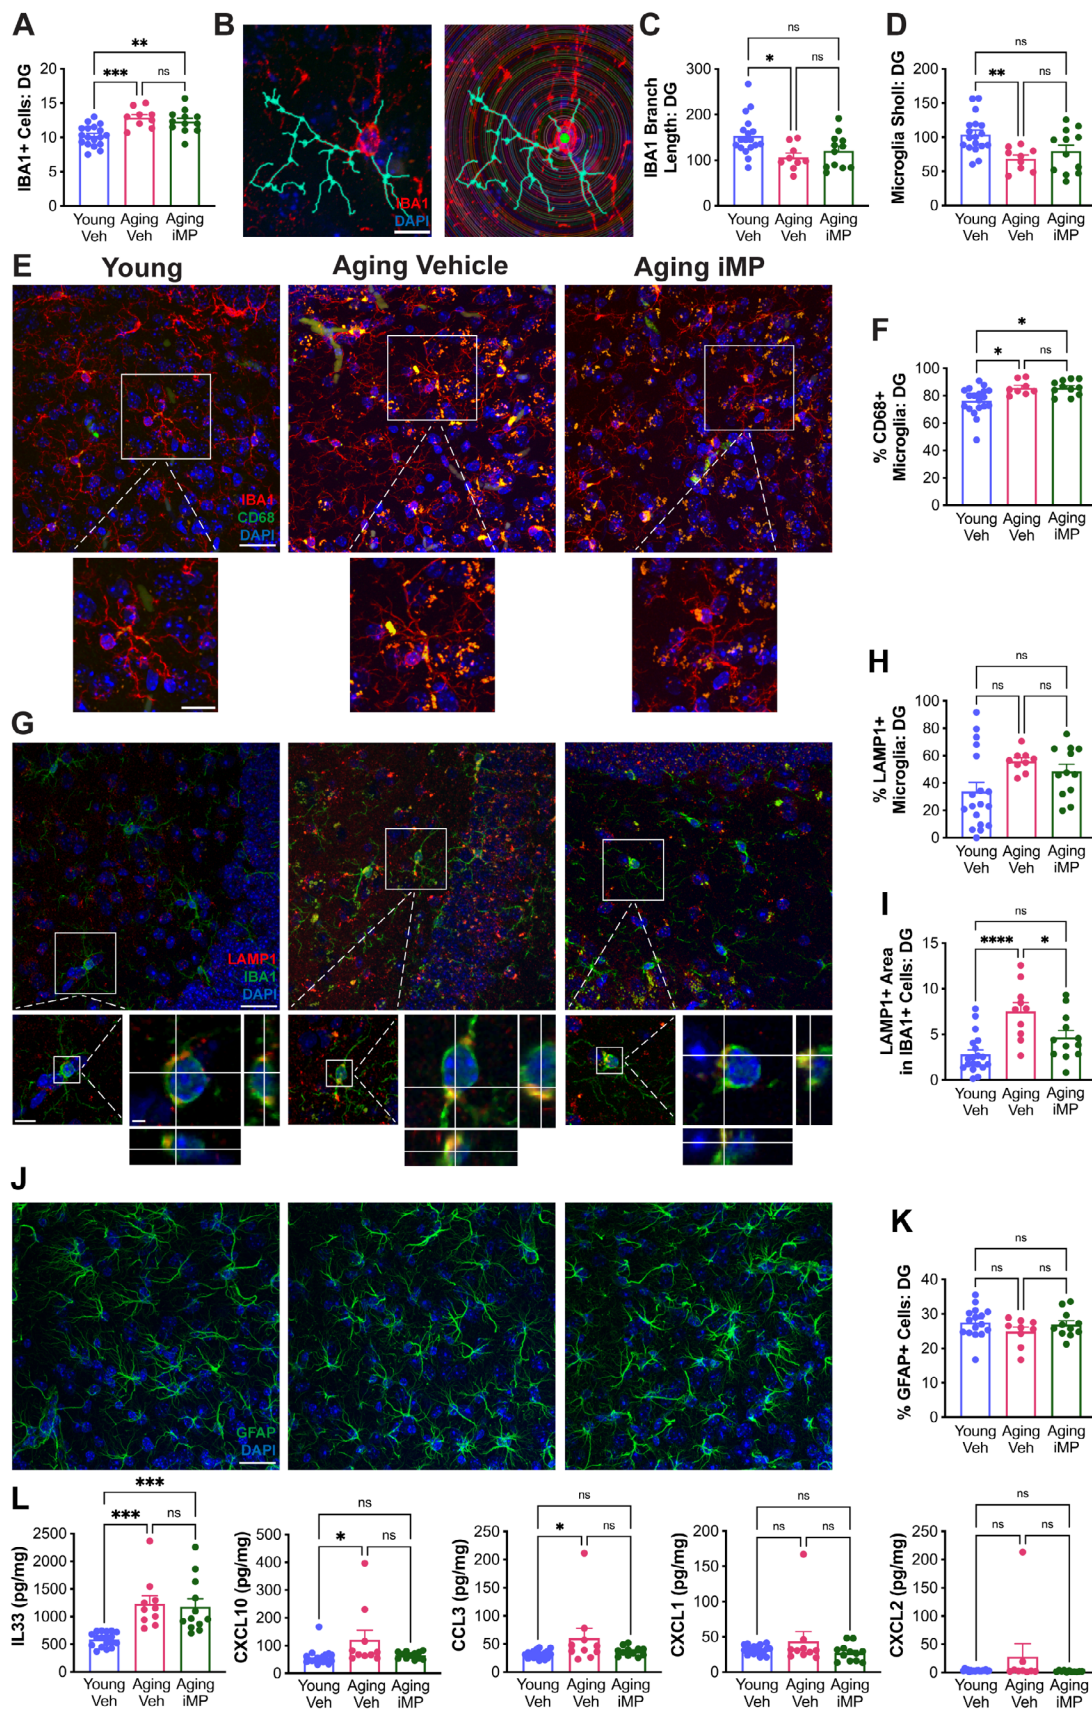 A
IBA1+ Cells: DG
**
***
ns
20
15
10
5
0
Young Veh
Aging Veh
Aging iMP
B
IBA1
DAPI
C
IBA1 Branch
Length: DG
ns
*
ns
300
200
100
0
Young Veh
Aging Veh
Aging iMP
D
Microglia Sholl: DG
ns
**
ns
200
150
100
50
0
Young Veh
Aging Veh
Aging iMP
E
Young
Aging Vehicle
Aging iMP
IBA1
CD68
DAPI
F
% CD68+
Microglia: DG
*
*
ns
100
80
60
40
20
0
Young Veh
Aging Veh
Aging iMP
G
LAMP1
IBA1
DAPI
H
% LAMP1+
Microglia: DG
ns
ns
ns
100
80
60
40
20
0
Young Veh
Aging Veh
Aging iMP
I
LAMP1+ Area
in IBA1+ Cells: DG
ns
****
*
15
10
5
0
Young Veh
Aging Veh
Aging iMP
J
GFAP
DAPI
K
% GFAP+ Cells: DG
ns
ns
ns
40
30
20
10
0
Young Veh
Aging Veh
Aging iMP
L
IL33 (pg/mg)
***
***
ns
2500
2000
1500
1000
500
0
Young Veh
Aging Veh
Aging iMP
CXCL10 (pg/mg)
ns
*
ns
500
400
300
200
100
0
Young Veh
Aging Veh
Aging iMP
CCL3 (pg/mg)
ns
*
ns
250
200
150
100
50
0
Young Veh
Aging Veh
Aging iMP
CXCL1 (pg/mg)
ns
ns
ns
200
150
100
50
0
Young Veh
Aging Veh
Aging iMP
CXCL2 (pg/mg)
ns
ns
ns
250
200
150
100
50
0
Young Veh
Aging Veh
Aging iMP